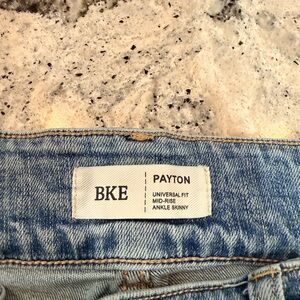 BKE
PAYTON
UNIVERSAL FIT
MID-RISE
ANKLE SKINNY